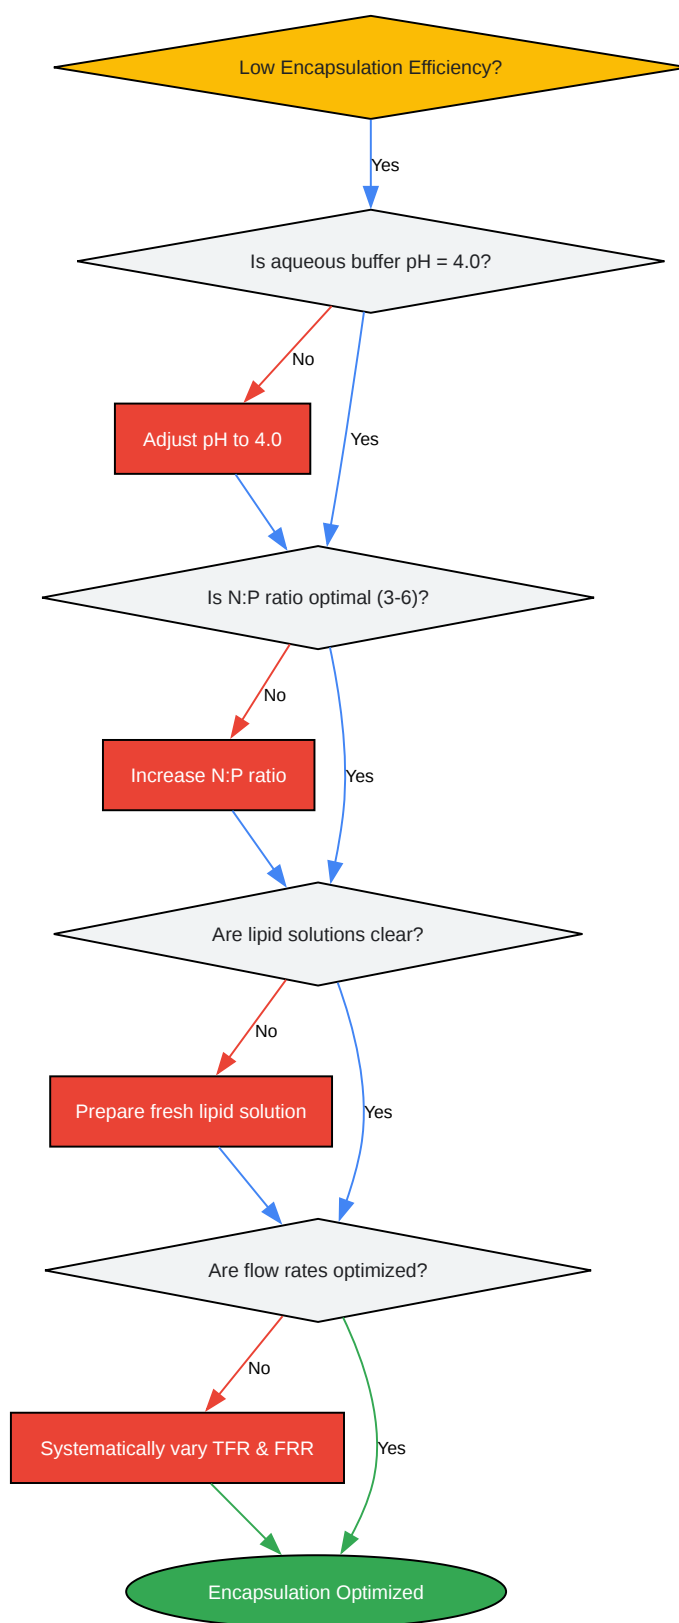 Low Encapsulation Efficiency?
Yes
Is aqueous buffer pH = 4.0?
No
Adjust pH to 4.0
Yes
Is N:P ratio optimal (3-6)?
No
Increase N:P ratio
Yes
Are lipid solutions clear?
No
Prepare fresh lipid solution
Yes
Are flow rates optimized?
No
Systematically vary TFR & FRR
Yes
Encapsulation Optimized